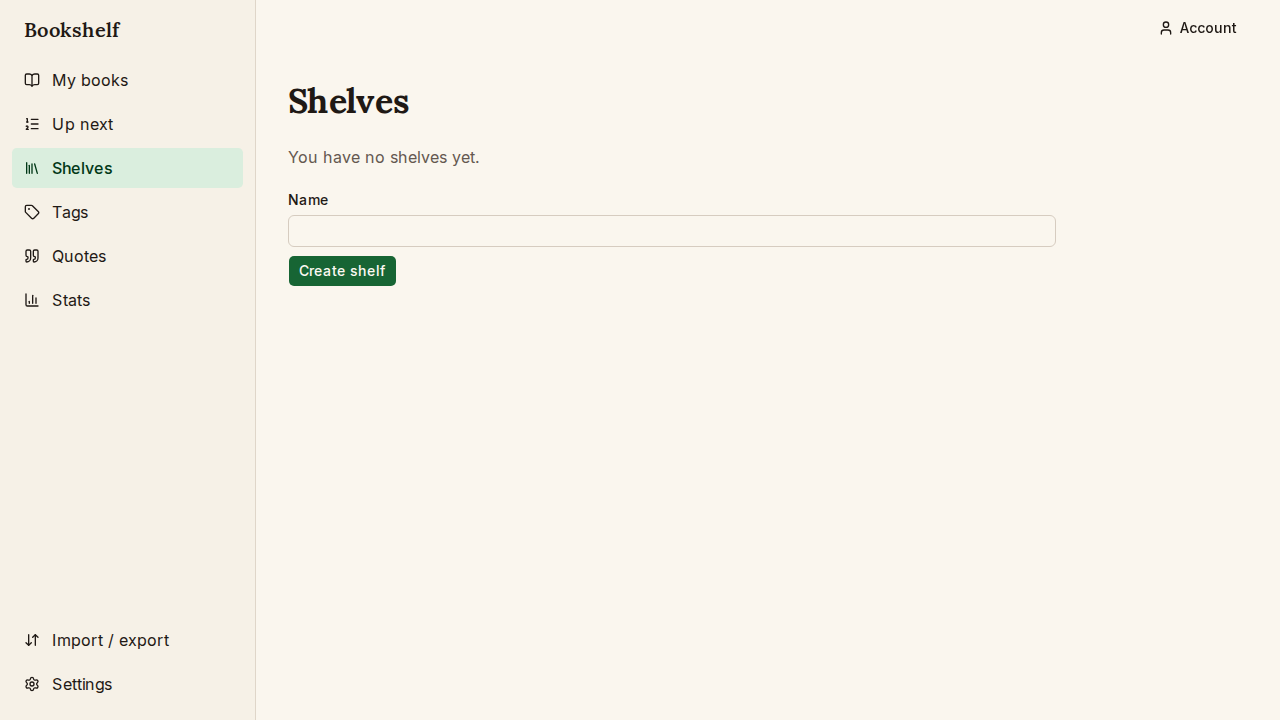 Bookshelf
My books
Up next
Shelves
Tags
Quotes
Stats
Import / export
Settings
Account
Shelves
You have no shelves yet.
Name
Create shelf